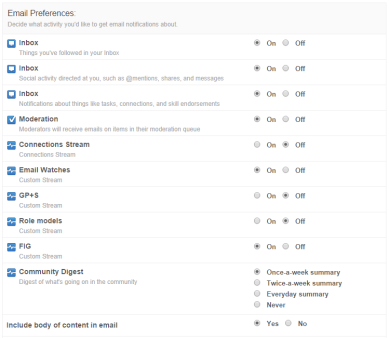 Email Preferences:
Decide what activity you'd like to get email notifications about.
Inbox On Off
Things you've followed in your Inbox
Inbox On Off
Social activity directed at you, such as @mentions, shares, and messages
Inbox On Off
Notifications about things like tasks, connections, and skill endorsements
Moderation On Off
Moderators will receive emails on items in their moderation queue
Connections Stream On Off
Connections Stream
Email Watches On Off
Custom Stream
GP+S On Off
Custom Stream
Role models On Off
Custom Stream
FIG On Off
Custom Stream
Community Digest Once-a-week summary
Digest of what's going on in the community Twice-a-week summary
Everyday summary
Never
Include body of content in email Yes No